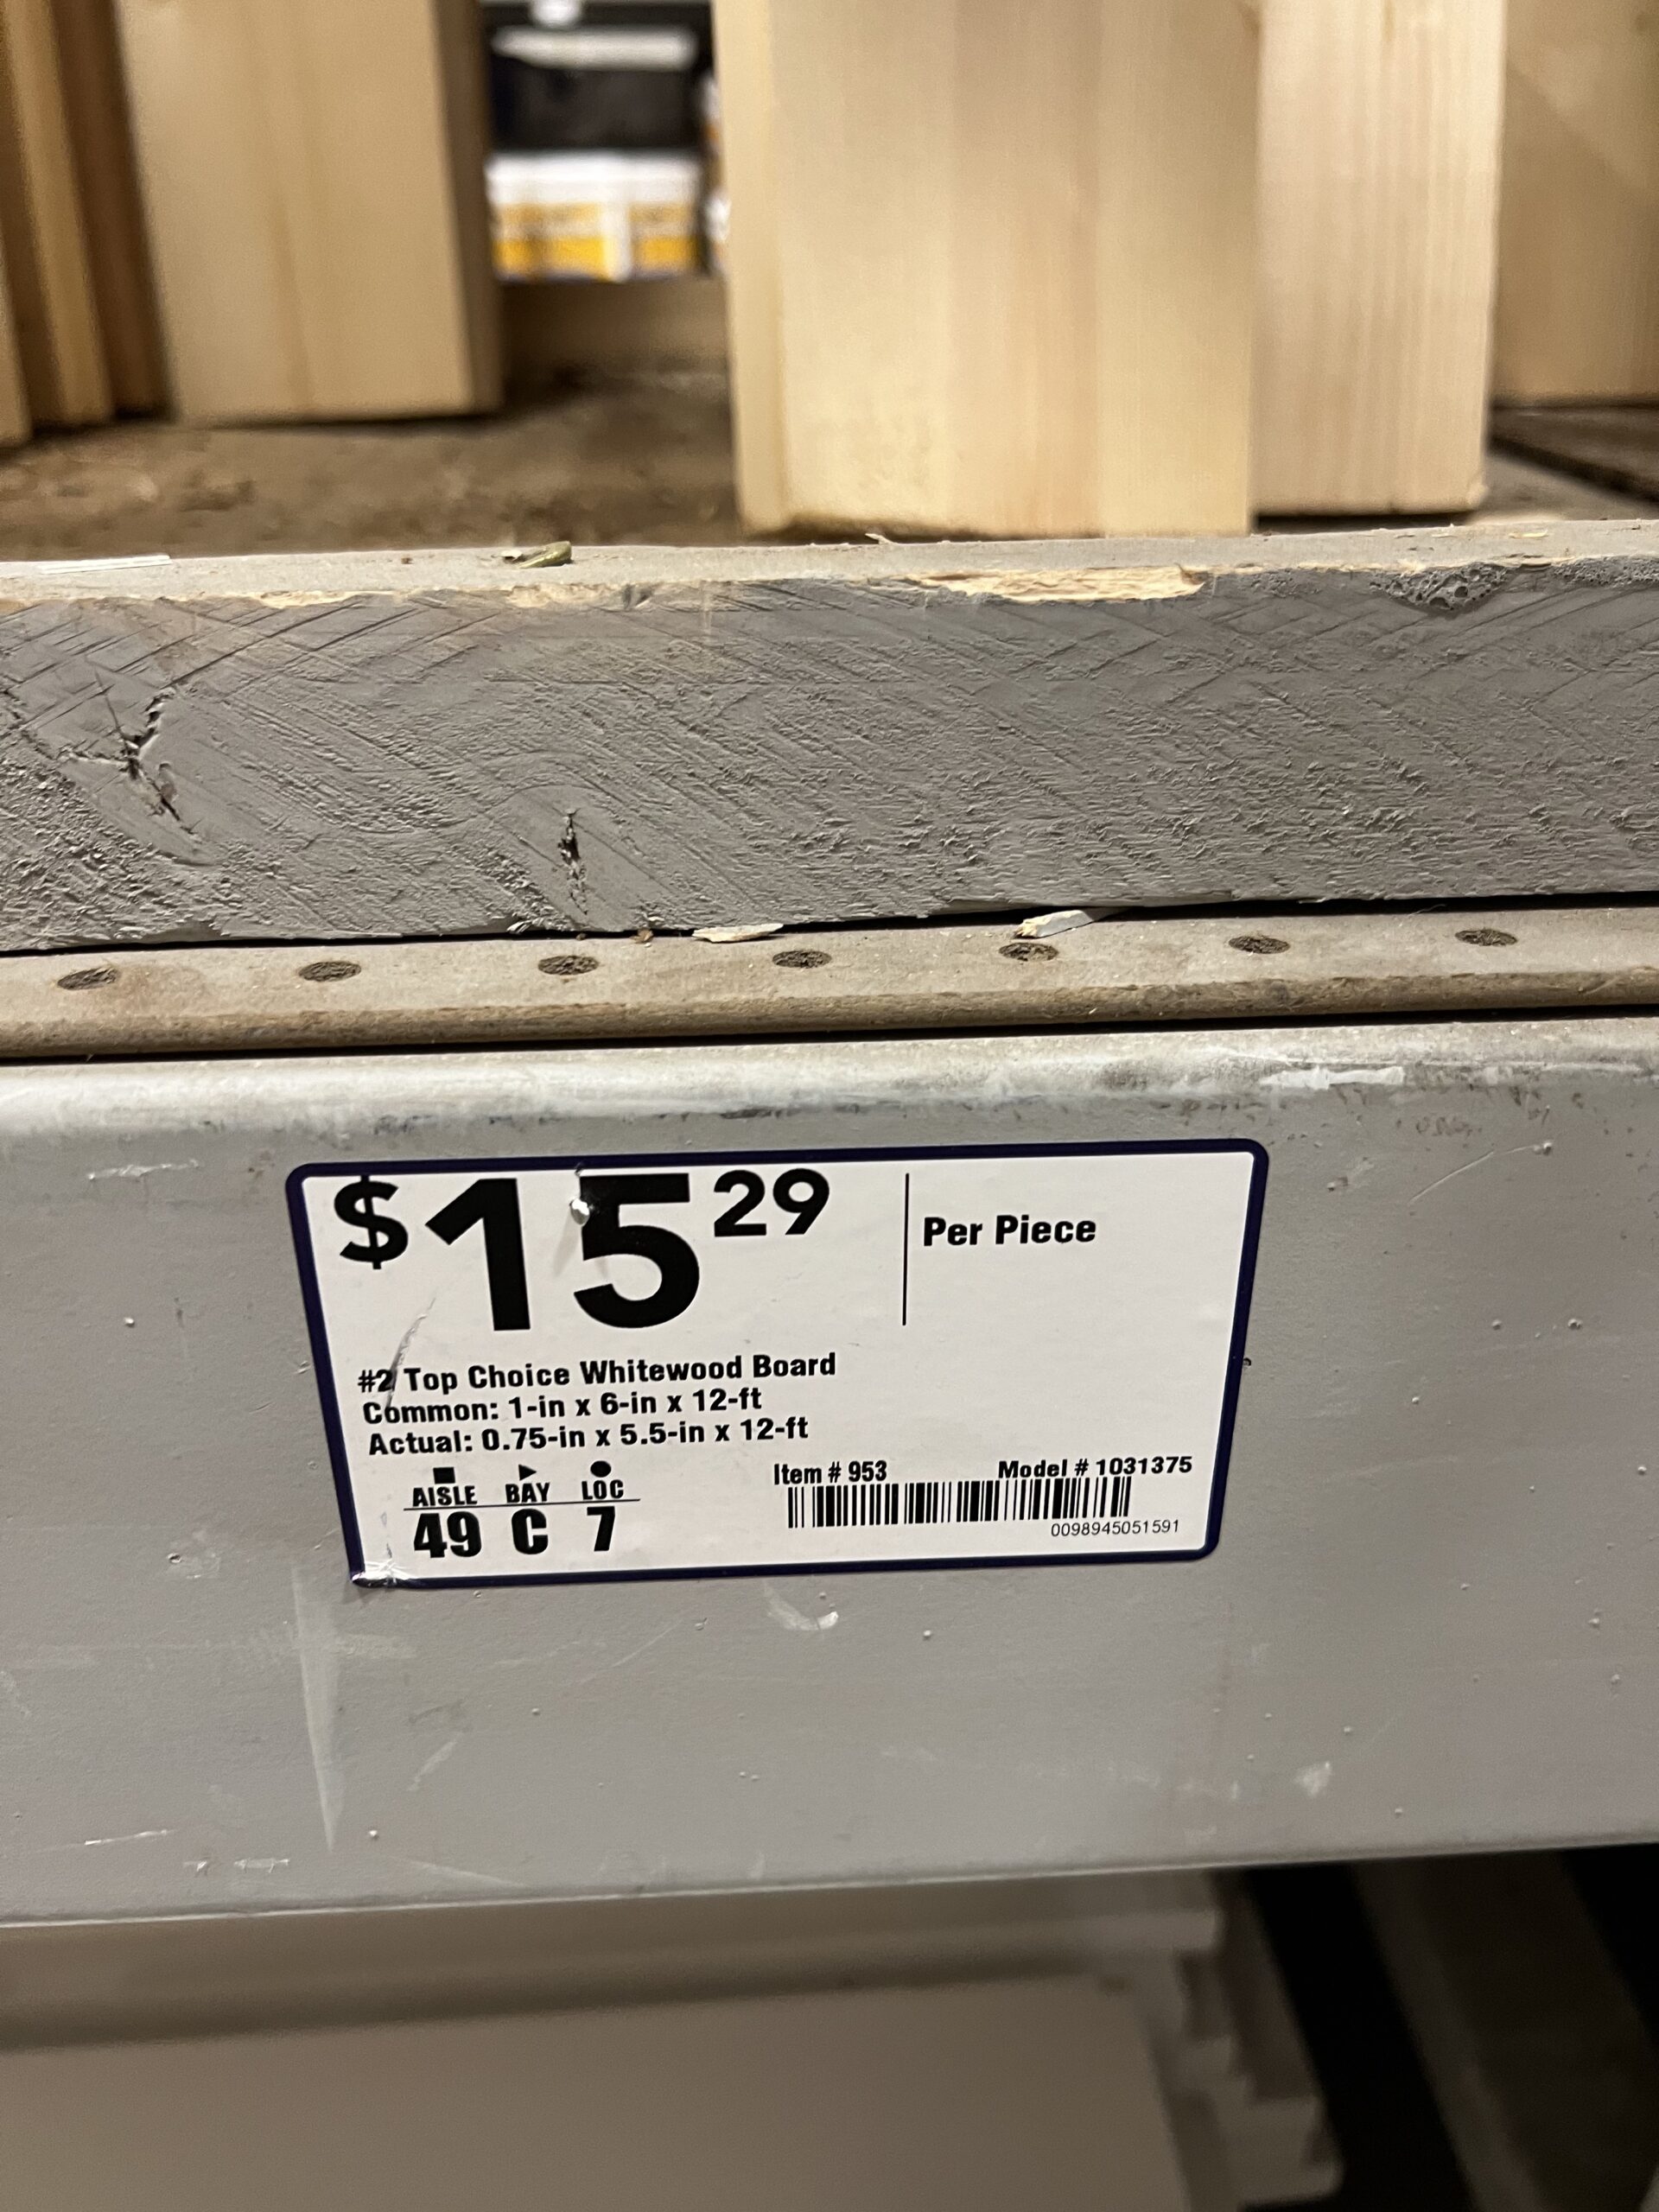 $15 29 Per Piece
#2 Top Choice Whitewood Board
Common: 1-in x 6-in x 12-ft
Actual: 0.75-in x 5.5-in x 12-ft
Item # 953 Model # 1031375
AISLE BAY LOC
49 C 7
0098945051591